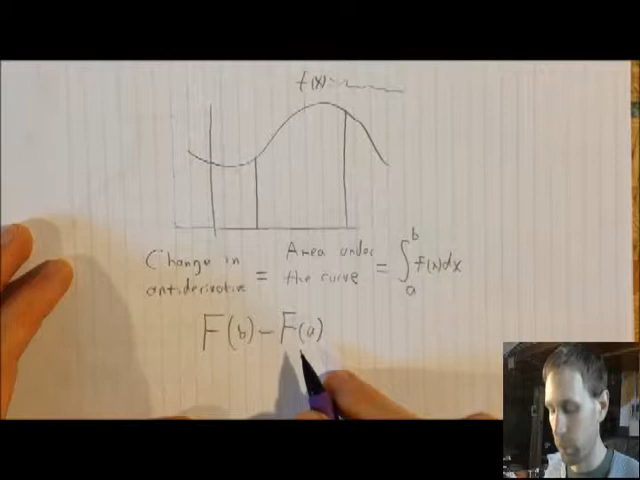 f(x)=
Change in antiderivative = Area under the curve = ∫ₐᵇ f(x)dx
F(b) - F(a)